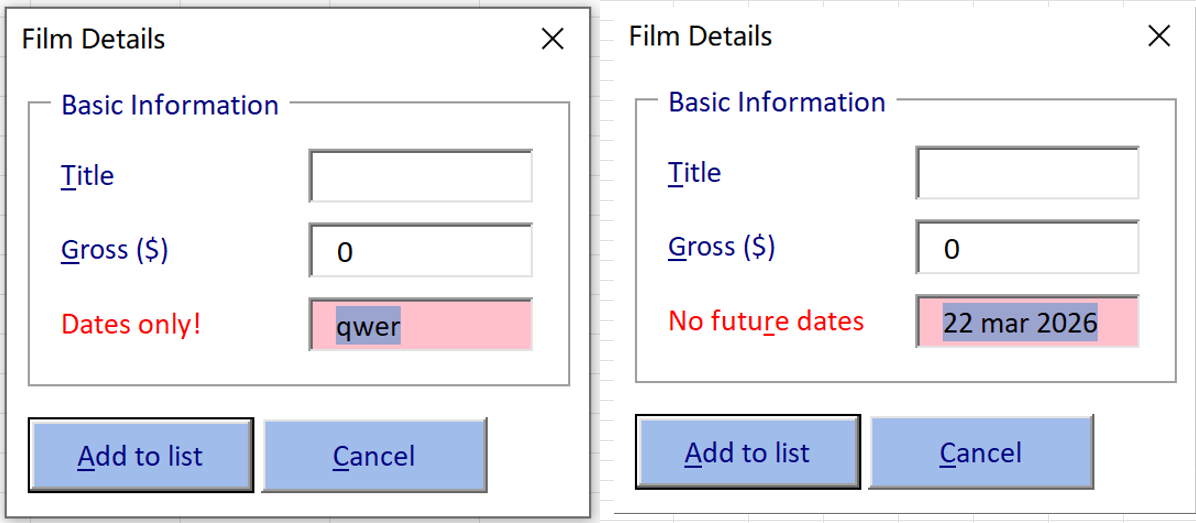 Film Details
Basic Information
Title
Gross ($)
0
Dates only!
qwer
Add to list
Cancel
Film Details
Basic Information
Title
Gross ($)
0
No future dates
22 mar 2026
Add to list
Cancel